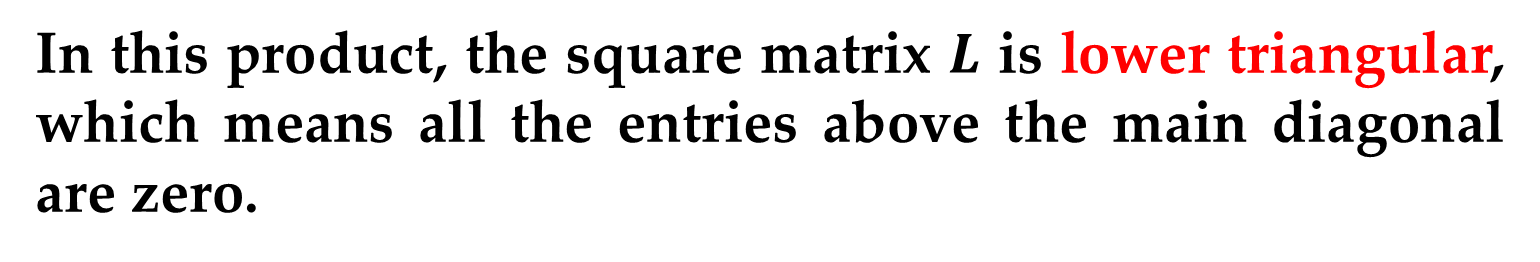 In this product, the square matrix L is lower triangular,
which means all the entries above the main diagonal
are zero.